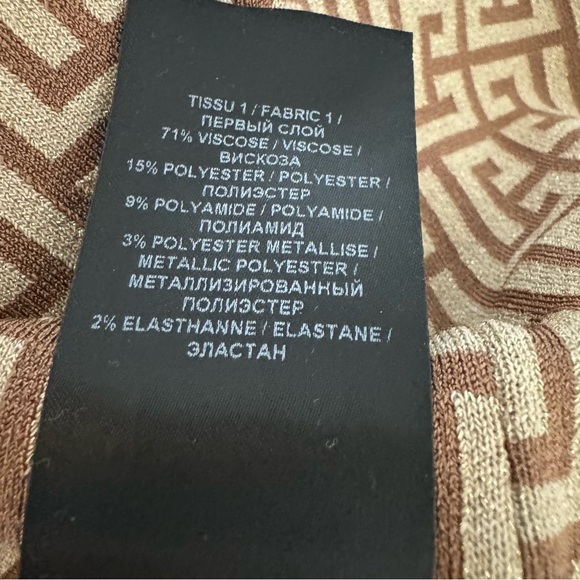 TISSU 1 / FABRIC 1 /
ПЕРВЫЙ СЛОЙ
71% VISCOSE / VISCOSE /
ВИСКОЗА
15% POLYESTER / POLYESTER /
ПОЛИЭСТЕР
9% POLYAMIDE / POLYAMIDE /
ПОЛИАМИД
3% POLYESTER METALLISE /
METALLIC POLYESTER /
МЕТАЛЛИЗИРОВАННЫЙ
ПОЛИЭСТЕР
2% ELASTHANNE / ELASTANE /
ЭЛАСТАН